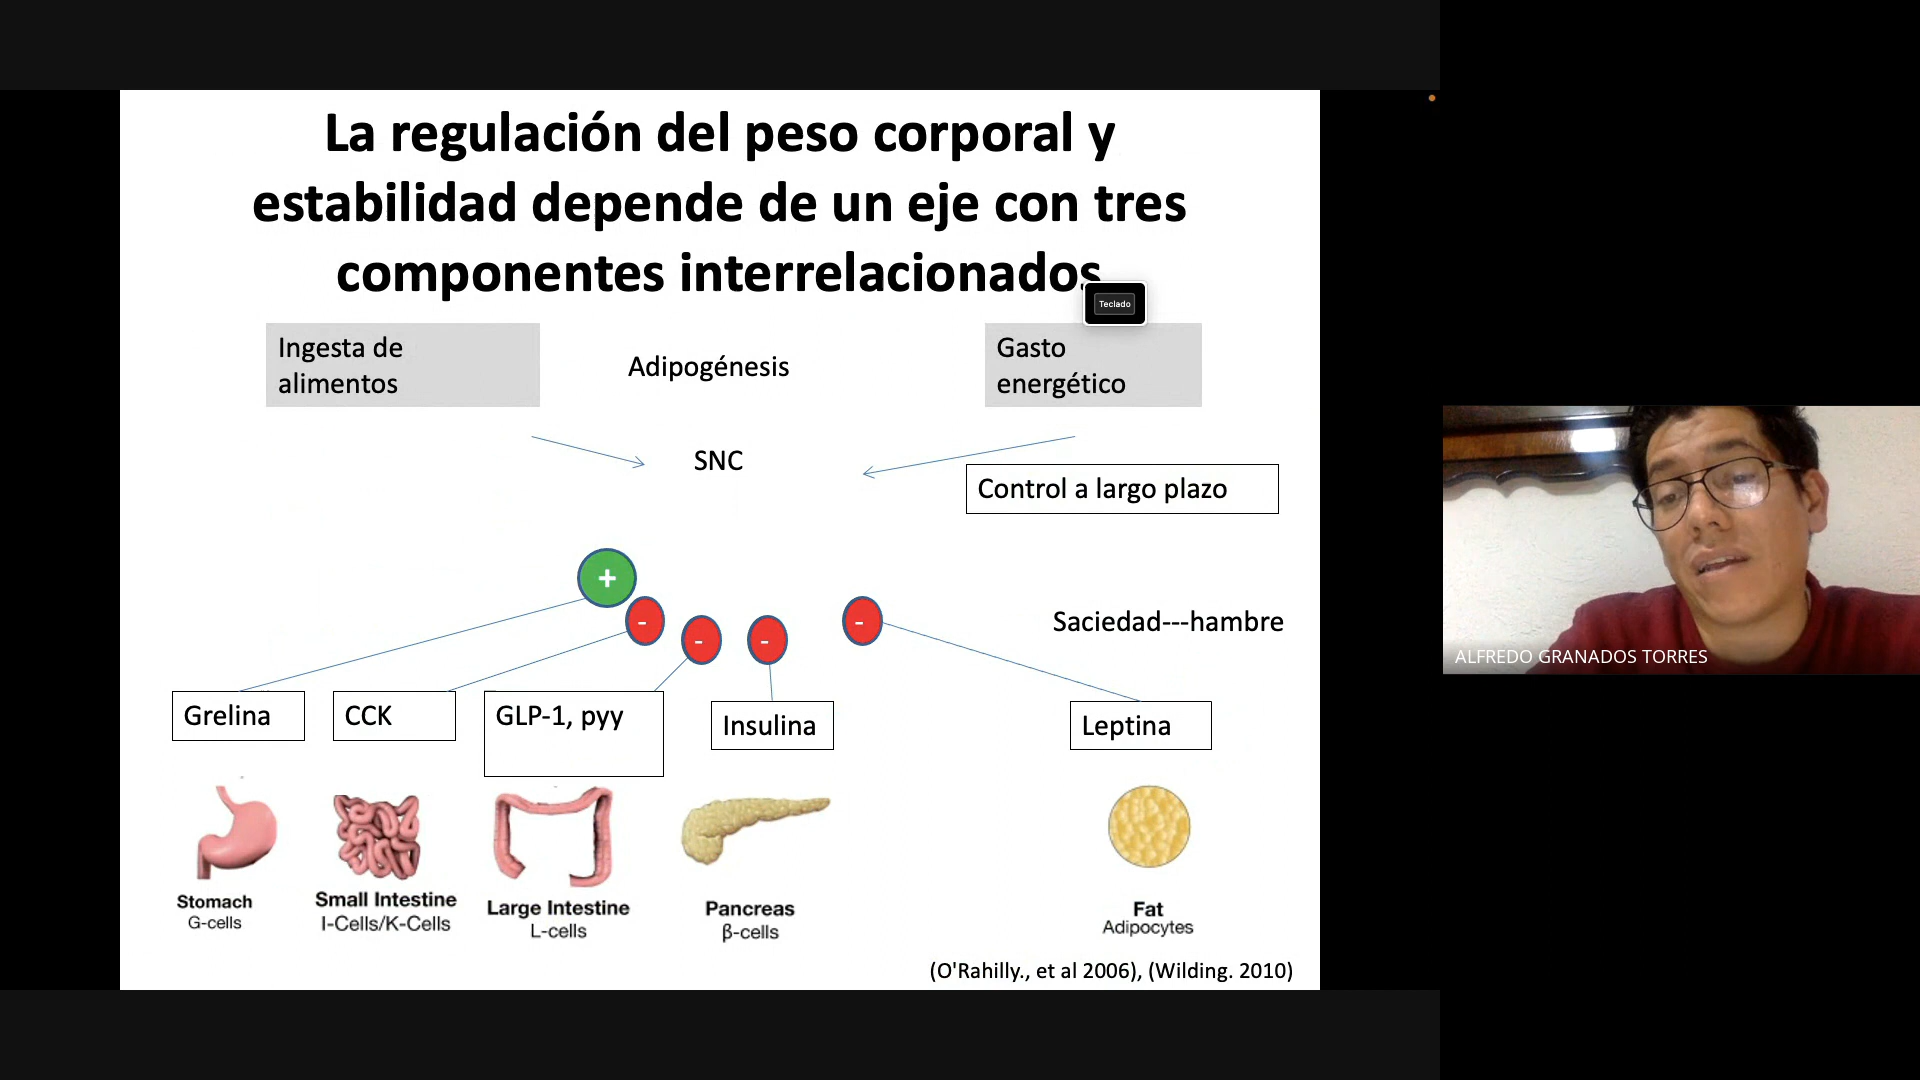 La regulación del peso corporal y
estabilidad depende de un eje con tres
componentes interrelacionados
Teclado
Ingesta de
alimentos
Adipogénesis
Gasto
energético
SNC
Control a largo plazo
+
-
-
-
-
Saciedad---hambre
Grelina
CCK
GLP-1, pyy
Insulina
Leptina
Stomach
G-cells
Small Intestine
I-Cells/K-Cells
Large Intestine
L-cells
Pancreas
β-cells
Fat
Adipocytes
(O'Rahilly., et al 2006), (Wilding. 2010)
ALFREDO GRANADOS TORRES